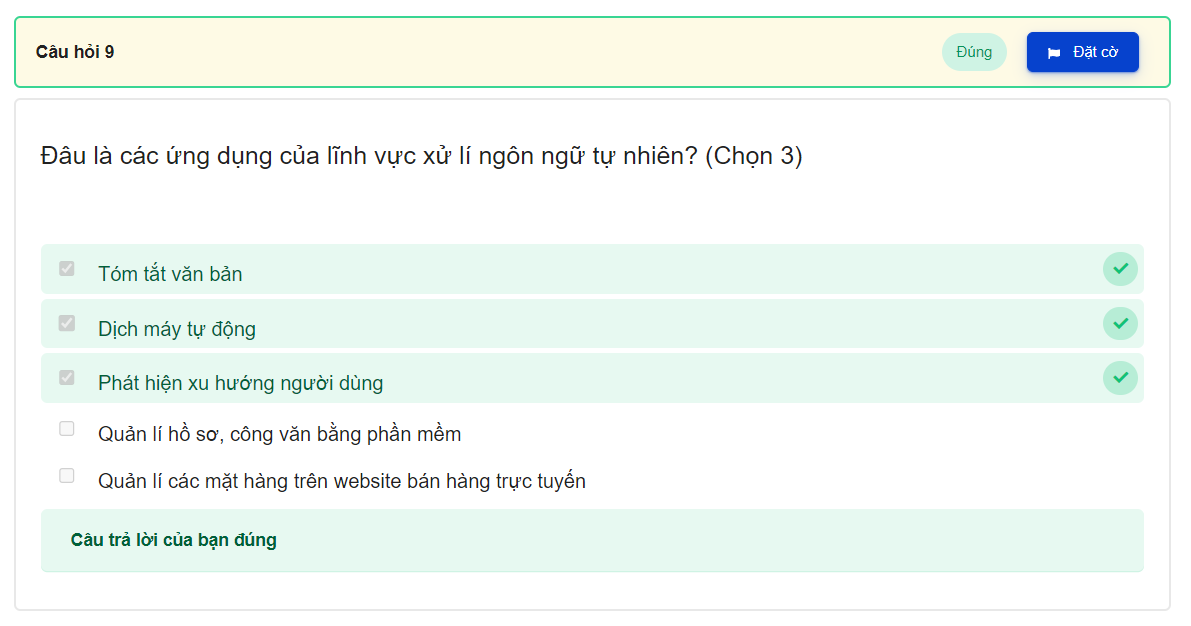 Câu hỏi 9
Đúng
Đặt cờ
Đâu là các ứng dụng của lĩnh vực xử lí ngôn ngữ tự nhiên? (Chọn 3)
Tóm tắt văn bản
Dịch máy tự động
Phát hiện xu hướng người dùng
Quản lí hồ sơ, công văn bằng phần mềm
Quản lí các mặt hàng trên website bán hàng trực tuyến
Câu trả lời của bạn đúng